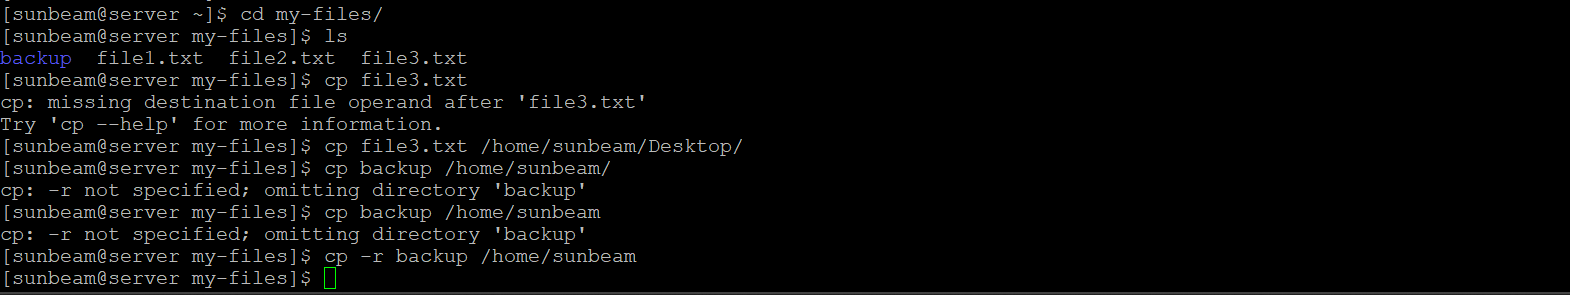 [sunbeam@server ~]$ cd my-files/
[sunbeam@server my-files]$ ls
backup  file1.txt  file2.txt  file3.txt
[sunbeam@server my-files]$ cp file3.txt
cp: missing destination file operand after 'file3.txt'
Try 'cp --help' for more information.
[sunbeam@server my-files]$ cp file3.txt /home/sunbeam/Desktop/
[sunbeam@server my-files]$ cp backup /home/sunbeam/
cp: -r not specified; omitting directory 'backup'
[sunbeam@server my-files]$ cp backup /home/sunbeam
cp: -r not specified; omitting directory 'backup'
[sunbeam@server my-files]$ cp -r backup /home/sunbeam
[sunbeam@server my-files]$